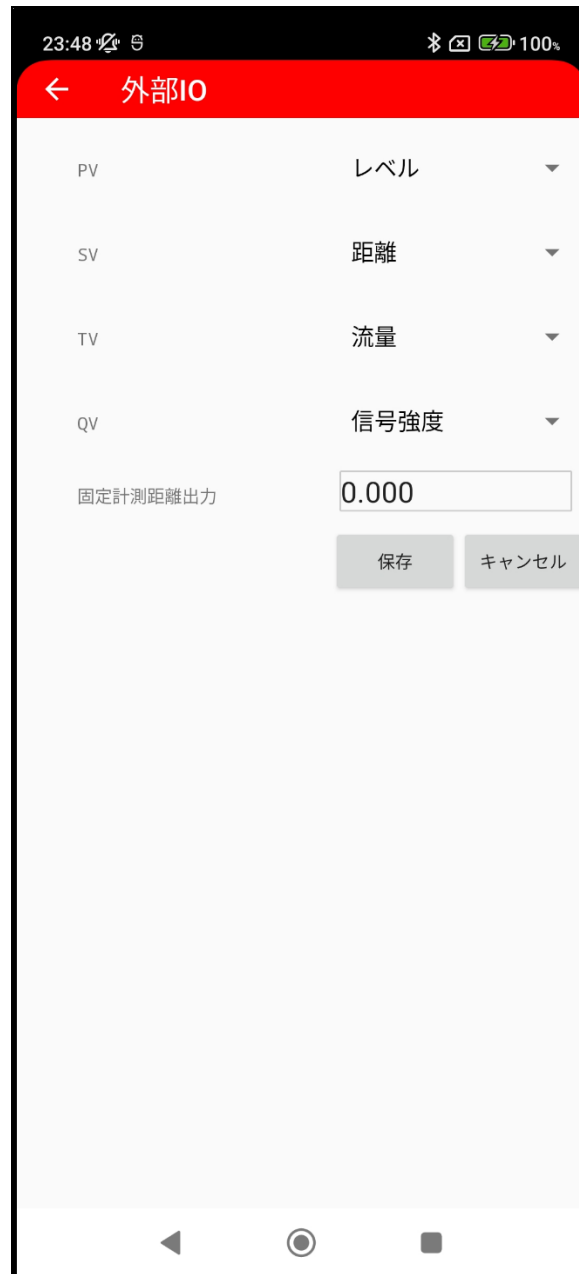 23:48 100%
外部IO
PV レベル
SV 距離
TV 流量
QV 信号強度
固定計測距離出力 0.000
保存 キャンセル